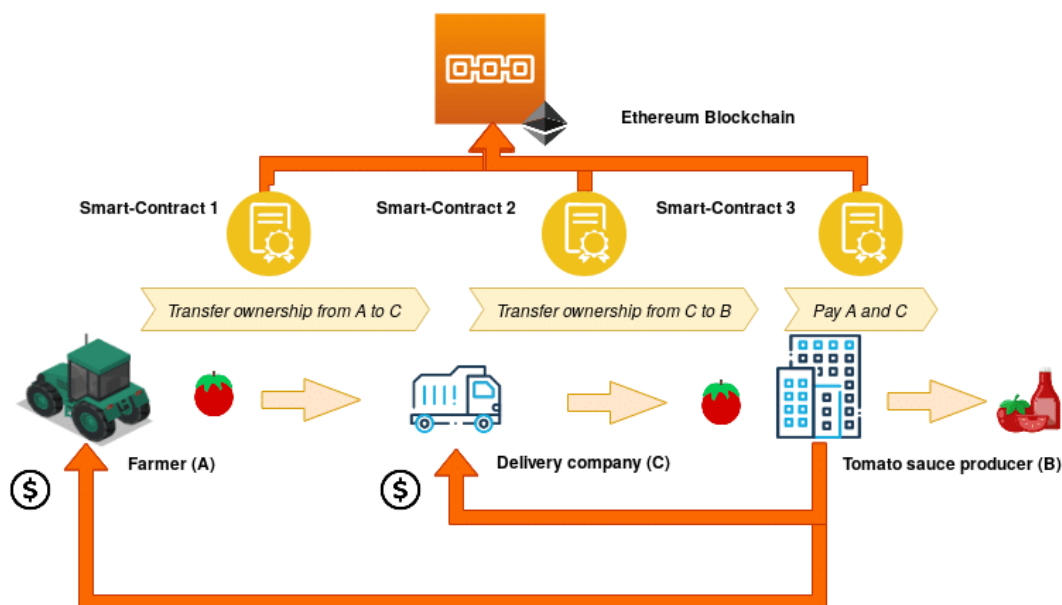 Ethereum Blockchain
Smart-Contract 1
Smart-Contract 2
Smart-Contract 3
Transfer ownership from A to C
Transfer ownership from C to B
Pay A and C
Farmer (A)
Delivery company (C)
Tomato sauce producer (B)
$
$